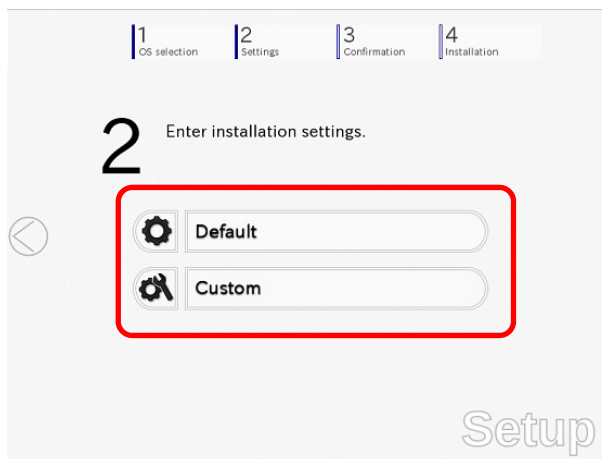 1 2 3 4
OS selection Settings Confirmation Installation
2 Enter installation settings.
Default
Custom
Setup